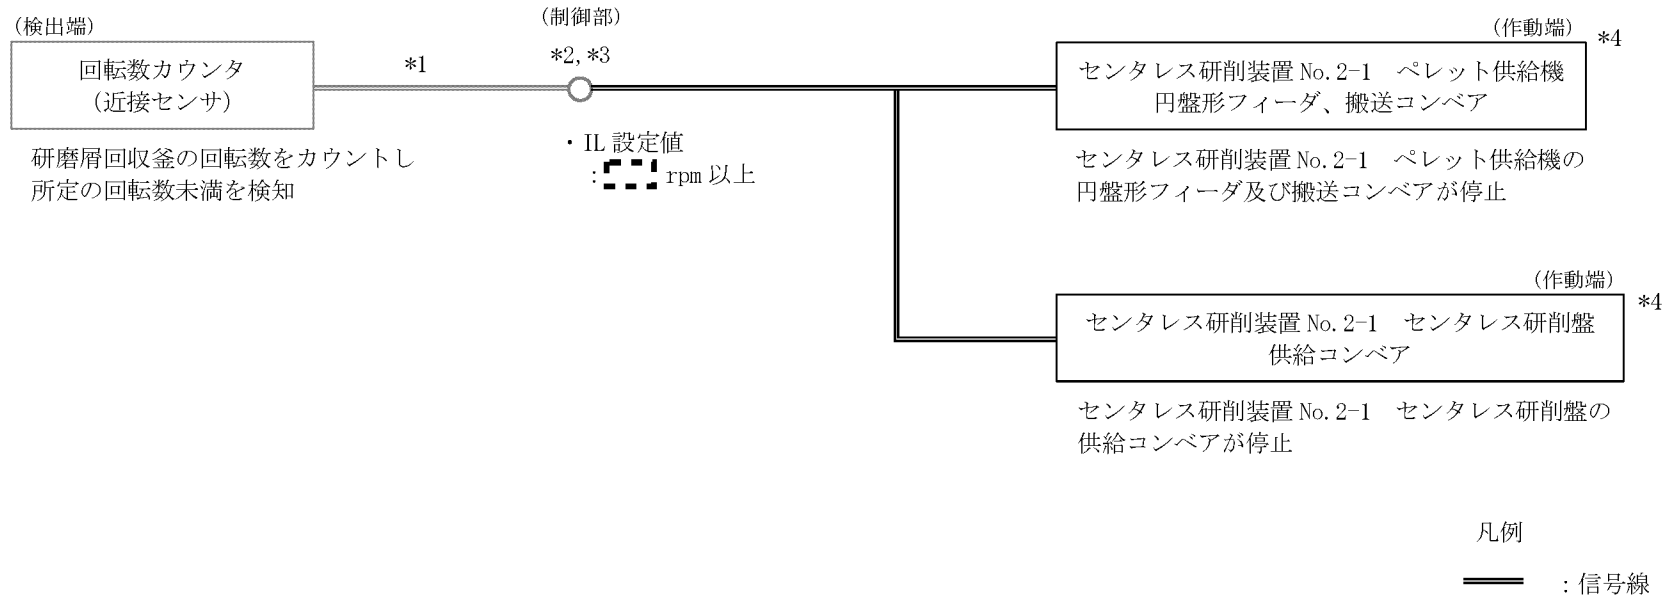 (検出端)
回転数カウンタ
(近接センサ)
研磨屑回収釜の回転数をカウントし
所定の回転数未満を検知
*1
(制御部)
*2,*3
・IL 設定値
: rpm 以上
(作動端)
*4
センタレス研削装置 No.2-1　ペレット供給機
円盤形フィーダ、搬送コンベア
センタレス研削装置 No.2-1　ペレット供給機の
円盤形フィーダ及び搬送コンベアが停止
(作動端)
*4
センタレス研削装置 No.2-1　センタレス研削盤
供給コンベア
センタレス研削装置 No.2-1　センタレス研削盤の
供給コンベアが停止
凡例
：信号線